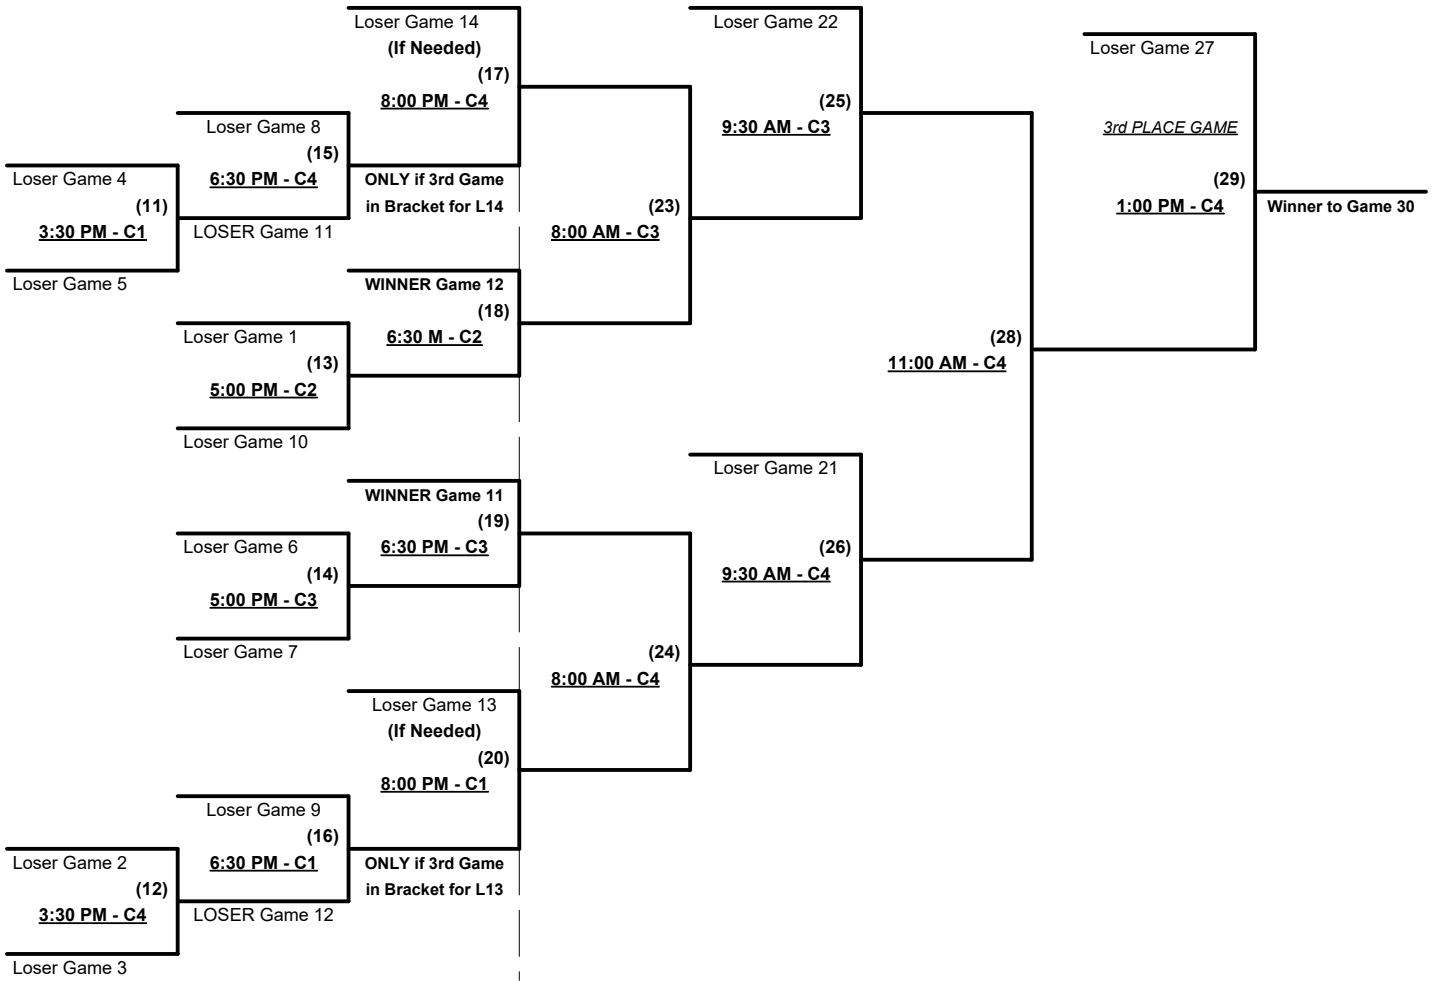 Loser Game 14
(If Needed)
(17)
8:00 PM - C4
Loser Game 22
Loser Game 27
(25)
9:30 AM - C3
3rd PLACE GAME
Loser Game 8
(15)
6:30 PM - C4
ONLY if 3rd Game
in Bracket for L14
Loser Game 4
(11)
3:30 PM - C1
LOSER Game 11
Loser Game 5
(23)
8:00 AM - C3
(29)
1:00 PM - C4
Winner to Game 30
WINNER Game 12
(18)
6:30 M - C2
Loser Game 1
(13)
5:00 PM - C2
Loser Game 10
(28)
11:00 AM - C4
WINNER Game 11
(19)
6:30 PM - C3
Loser Game 21
Loser Game 6
(14)
5:00 PM - C3
Loser Game 7
(26)
9:30 AM - C4
(24)
8:00 AM - C4
Loser Game 13
(If Needed)
(20)
8:00 PM - C1
Loser Game 9
(16)
6:30 PM - C1
ONLY if 3rd Game
in Bracket for L13
Loser Game 2
(12)
3:30 PM - C4
LOSER Game 12
Loser Game 3